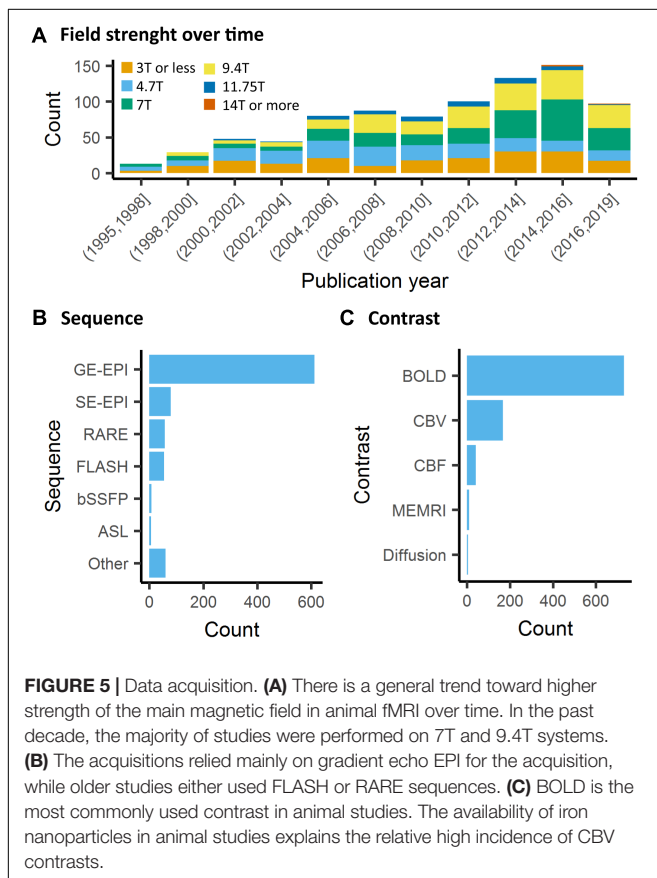 A Field strenght over time
150
100
50
0
Count
3T or less
4.7T
7T
9.4T
11.75T
14T or more
(1995,1998]
(1998,2000]
(2000,2002]
(2002,2004]
(2004,2006]
(2006,2008]
(2008,2010]
(2010,2012]
(2012,2014]
(2014,2016]
(2016,2019]
Publication year
B Sequence
Sequence
GE-EPI
SE-EPI
RARE
FLASH
bSSFP
ASL
Other
0 200 400 600
Count
C Contrast
Contrast
BOLD
CBV
CBF
MEMRI
Diffusion
0 200 400 600
Count
FIGURE 5 | Data acquisition. (A) There is a general trend toward higher
strength of the main magnetic field in animal fMRI over time. In the past
decade, the majority of studies were performed on 7T and 9.4T systems.
(B) The acquisitions relied mainly on gradient echo EPI for the acquisition,
while older studies either used FLASH or RARE sequences. (C) BOLD is the
most commonly used contrast in animal studies. The availability of iron
nanoparticles in animal studies explains the relative high incidence of CBV
contrasts.